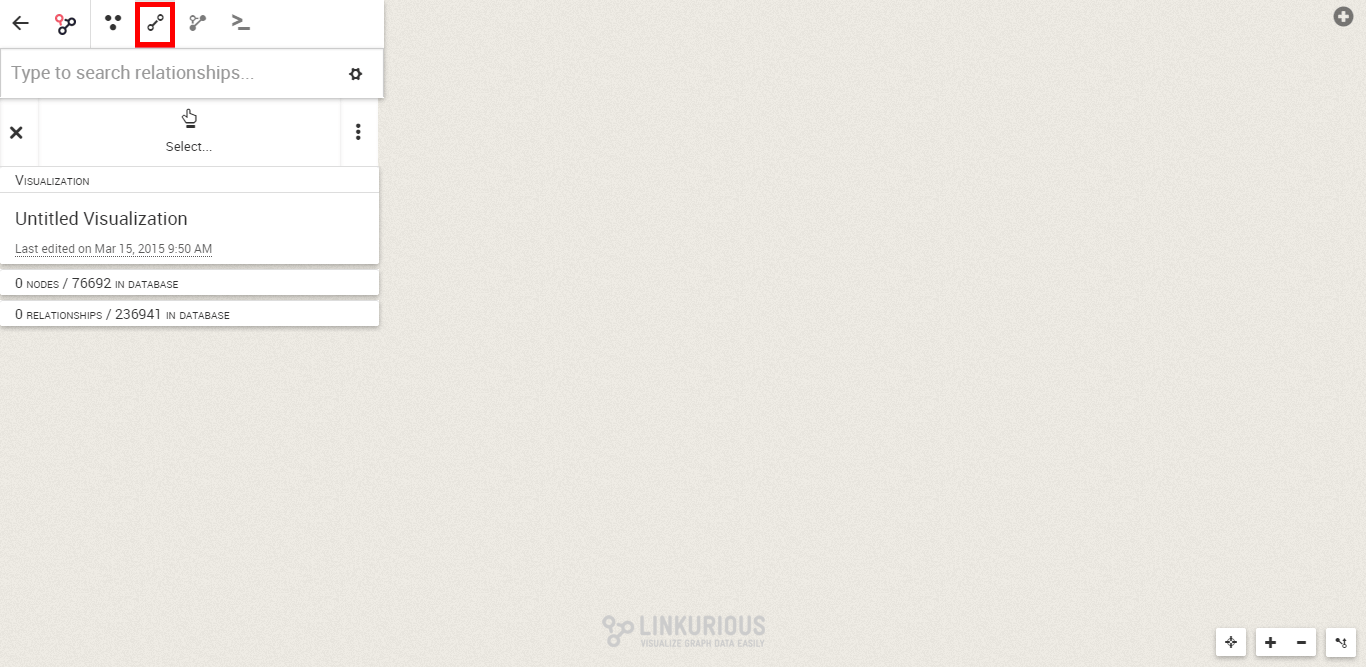 Type to search relationships...
Select...
Visualization
Untitled Visualization
Last edited on Mar 15, 2015 9:50 AM
0 nodes / 76692 in database
0 relationships / 236941 in database
LINKURIOUS
VISUALIZE GRAPH DATA EASILY